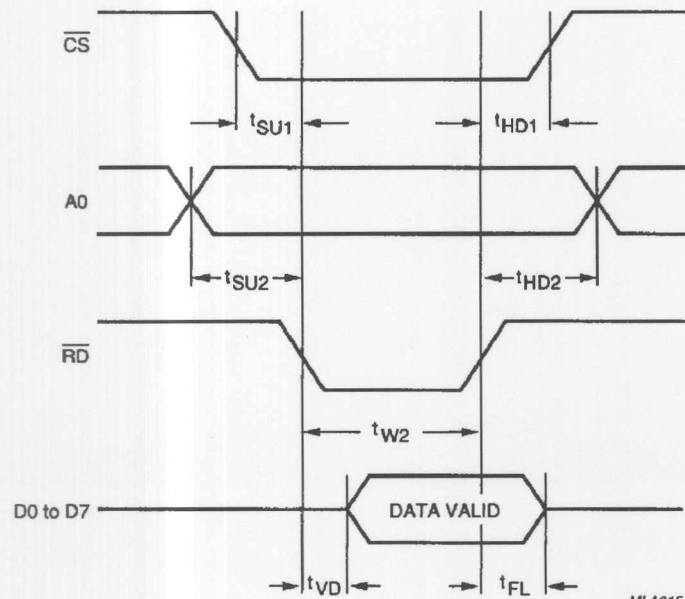 CS
tSU1
tHD1
A0
tSU2
tHD2
RD
tW2
D0 to D7
DATA VALID
tVD
tFL